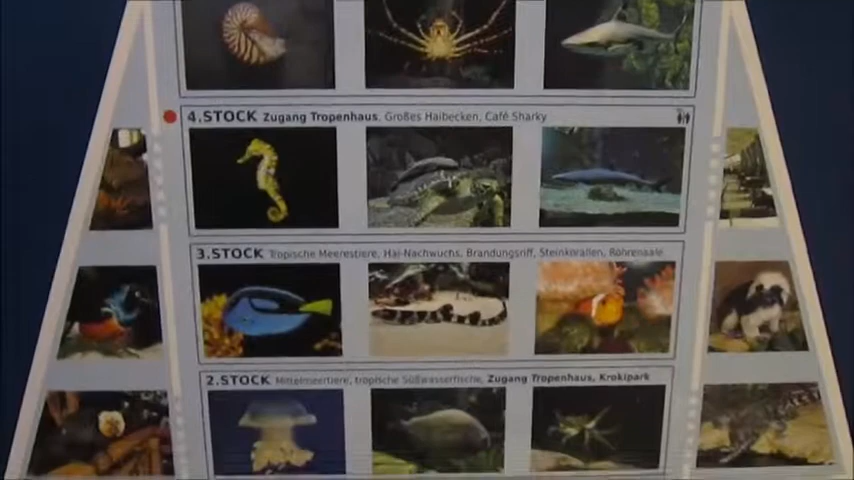 4.STOCK Zugang Tropenhaus, Großes Haibecken, Café Sharky
3.STOCK Tropische Meerestiere, Hai-Nachwuchs, Brandungsriff, Steinkorallen, Röhrenaale
2.STOCK Mittelmeertiere, tropische Süßwasserfische, Zugang Tropenhaus, Krokipark